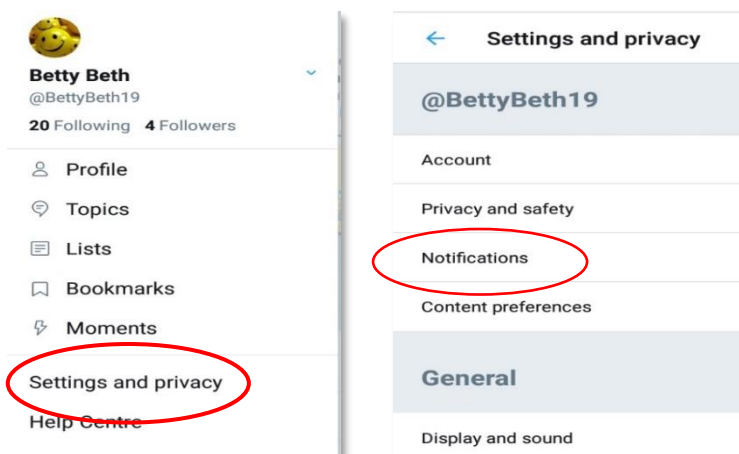 Betty Beth
@BettyBeth19
20 Following 4 Followers
Profile
Topics
Lists
Bookmarks
Moments
Settings and privacy
Help Centre
Settings and privacy
@BettyBeth19
Account
Privacy and safety
Notifications
Content preferences
General
Display and sound